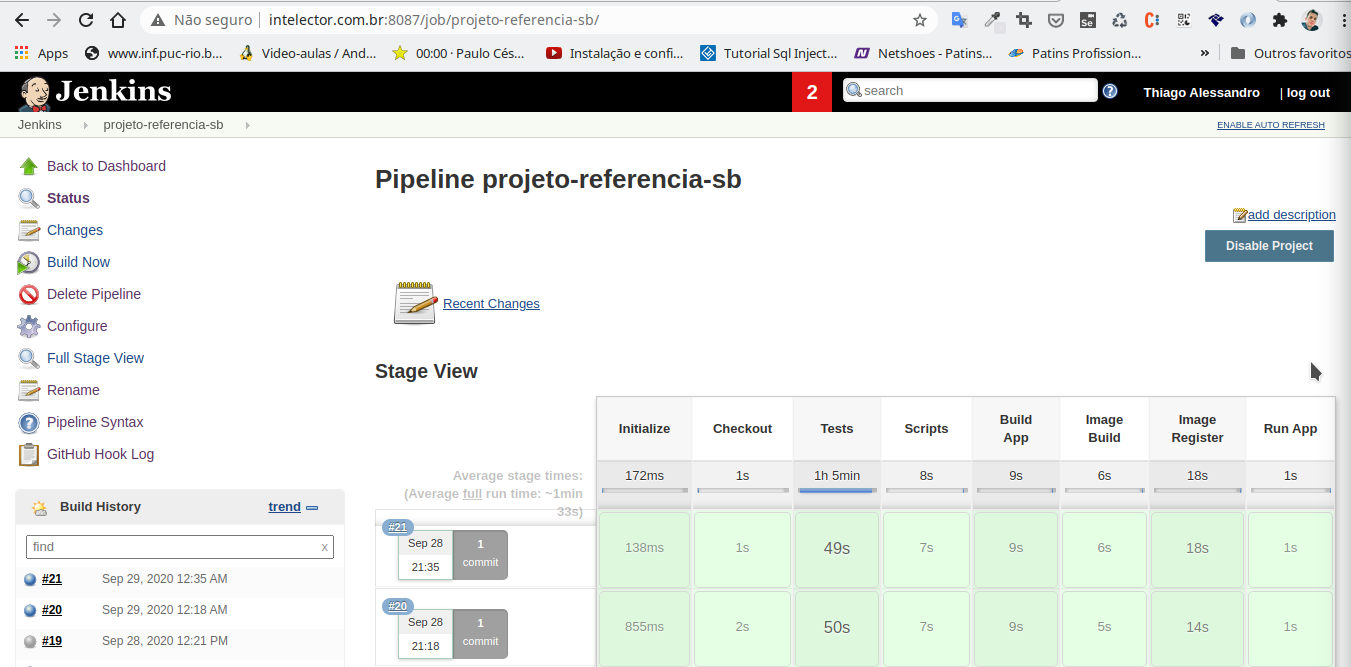 Não seguro
intelector.com.br:8087/job/projeto-referencia-sb/
Apps
www.inf.puc-rio.b...
Video-aulas / And...
00:00 · Paulo Cés...
Instalação e confi...
Tutorial Sql Inject...
Netshoes - Patins...
Patins Profission...
»
Outros favoritos
Jenkins
2
search
Thiago Alessandro
| log out
Jenkins
projeto-referencia-sb
ENABLE AUTO REFRESH
Back to Dashboard
Status
Changes
Build Now
Delete Pipeline
Configure
Full Stage View
Rename
Pipeline Syntax
GitHub Hook Log
Build History
trend
find
x
#21
Sep 29, 2020 12:35 AM
#20
Sep 29, 2020 12:18 AM
#19
Sep 28, 2020 12:21 PM
Pipeline projeto-referencia-sb
add description
Disable Project
Recent Changes
Stage View
Initialize
Checkout
Tests
Scripts
Build
App
Image
Build
Image
Register
Run App
Average stage times:
(Average full run time: ~1min
33s)
172ms
1s
1h 5min
8s
9s
6s
18s
1s
#21
Sep 28
21:35
1
commit
138ms
1s
49s
7s
9s
6s
18s
1s
#20
Sep 28
21:18
1
commit
855ms
2s
50s
7s
9s
5s
14s
1s